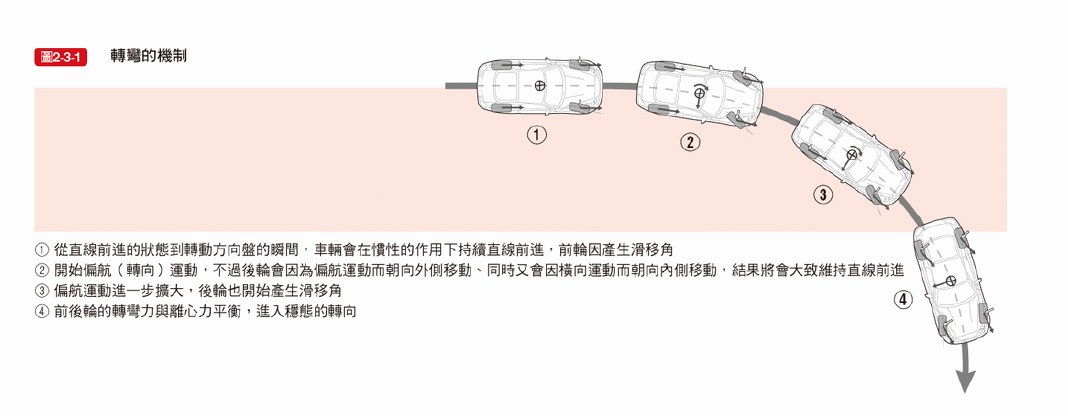 圖2-3-1 轉彎的機制
①
②
③
④
① 從直線前進的狀態到轉動方向盤的瞬間，車輛會在慣性的作用下持續直線前進，前輪因產生滑移角
② 開始偏航（轉向）運動，不過後輪會因為偏航運動而朝向外側移動、同時又會因橫向運動而朝向內側移動，結果將會大致維持直線前進
③ 偏航運動進一步擴大，後輪也開始產生滑移角
④ 前後輪的轉彎力與離心力平衡，進入穩態的轉向